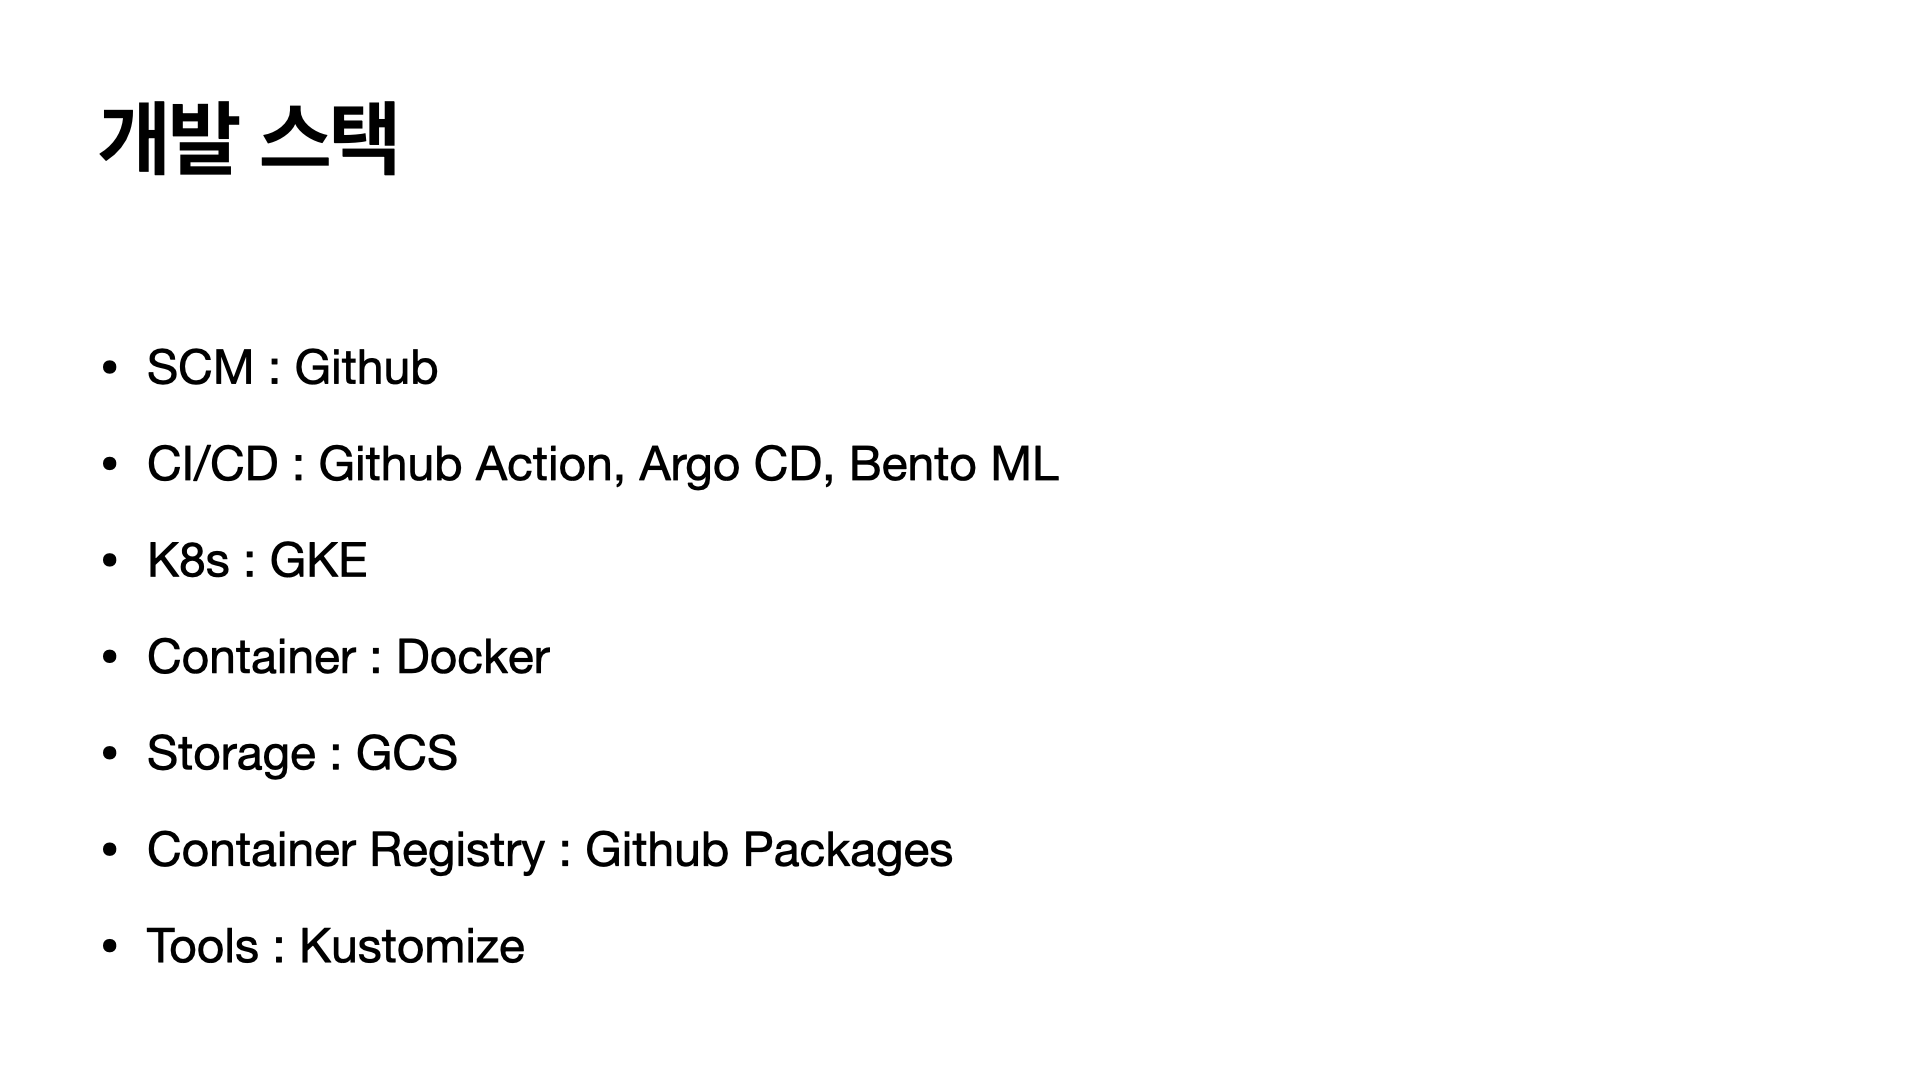 개발 스택
• SCM : Github
• CI/CD : Github Action, Argo CD, Bento ML
• K8s : GKE
• Container : Docker
• Storage : GCS
• Container Registry : Github Packages
• Tools : Kustomize